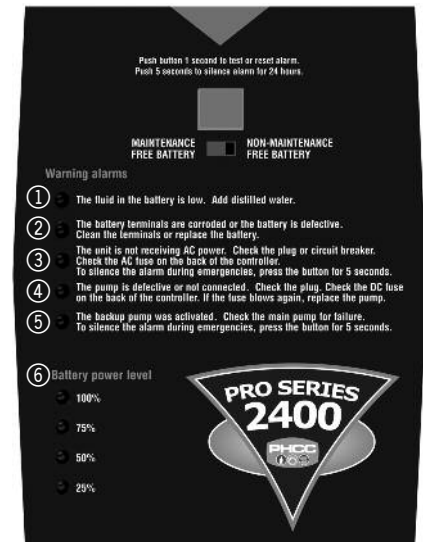 Push button 1 second to test or reset alarm.
Push 5 seconds to silence alarm for 24 hours.
MAINTENANCE FREE BATTERY
NON-MAINTENANCE FREE BATTERY
Warning alarms
① The fluid in the battery is low. Add distilled water.
② The battery terminals are corroded or the battery is defective.
Clean the terminals or replace the battery.
③ The unit is not receiving AC power. Check the plug or circuit breaker.
Check the AC fuse on the back of the controller.
To silence the alarm during emergencies, press the button for 5 seconds.
④ The pump is defective or not connected. Check the plug. Check the DC fuse
on the back of the controller. If the fuse blows again, replace the pump.
⑤ The backup pump was activated. Check the main pump for failure.
To silence the alarm during emergencies, press the button for 5 seconds.
⑥ Battery power level
100%
75%
50%
25%
PRO SERIES
2400
PHCC